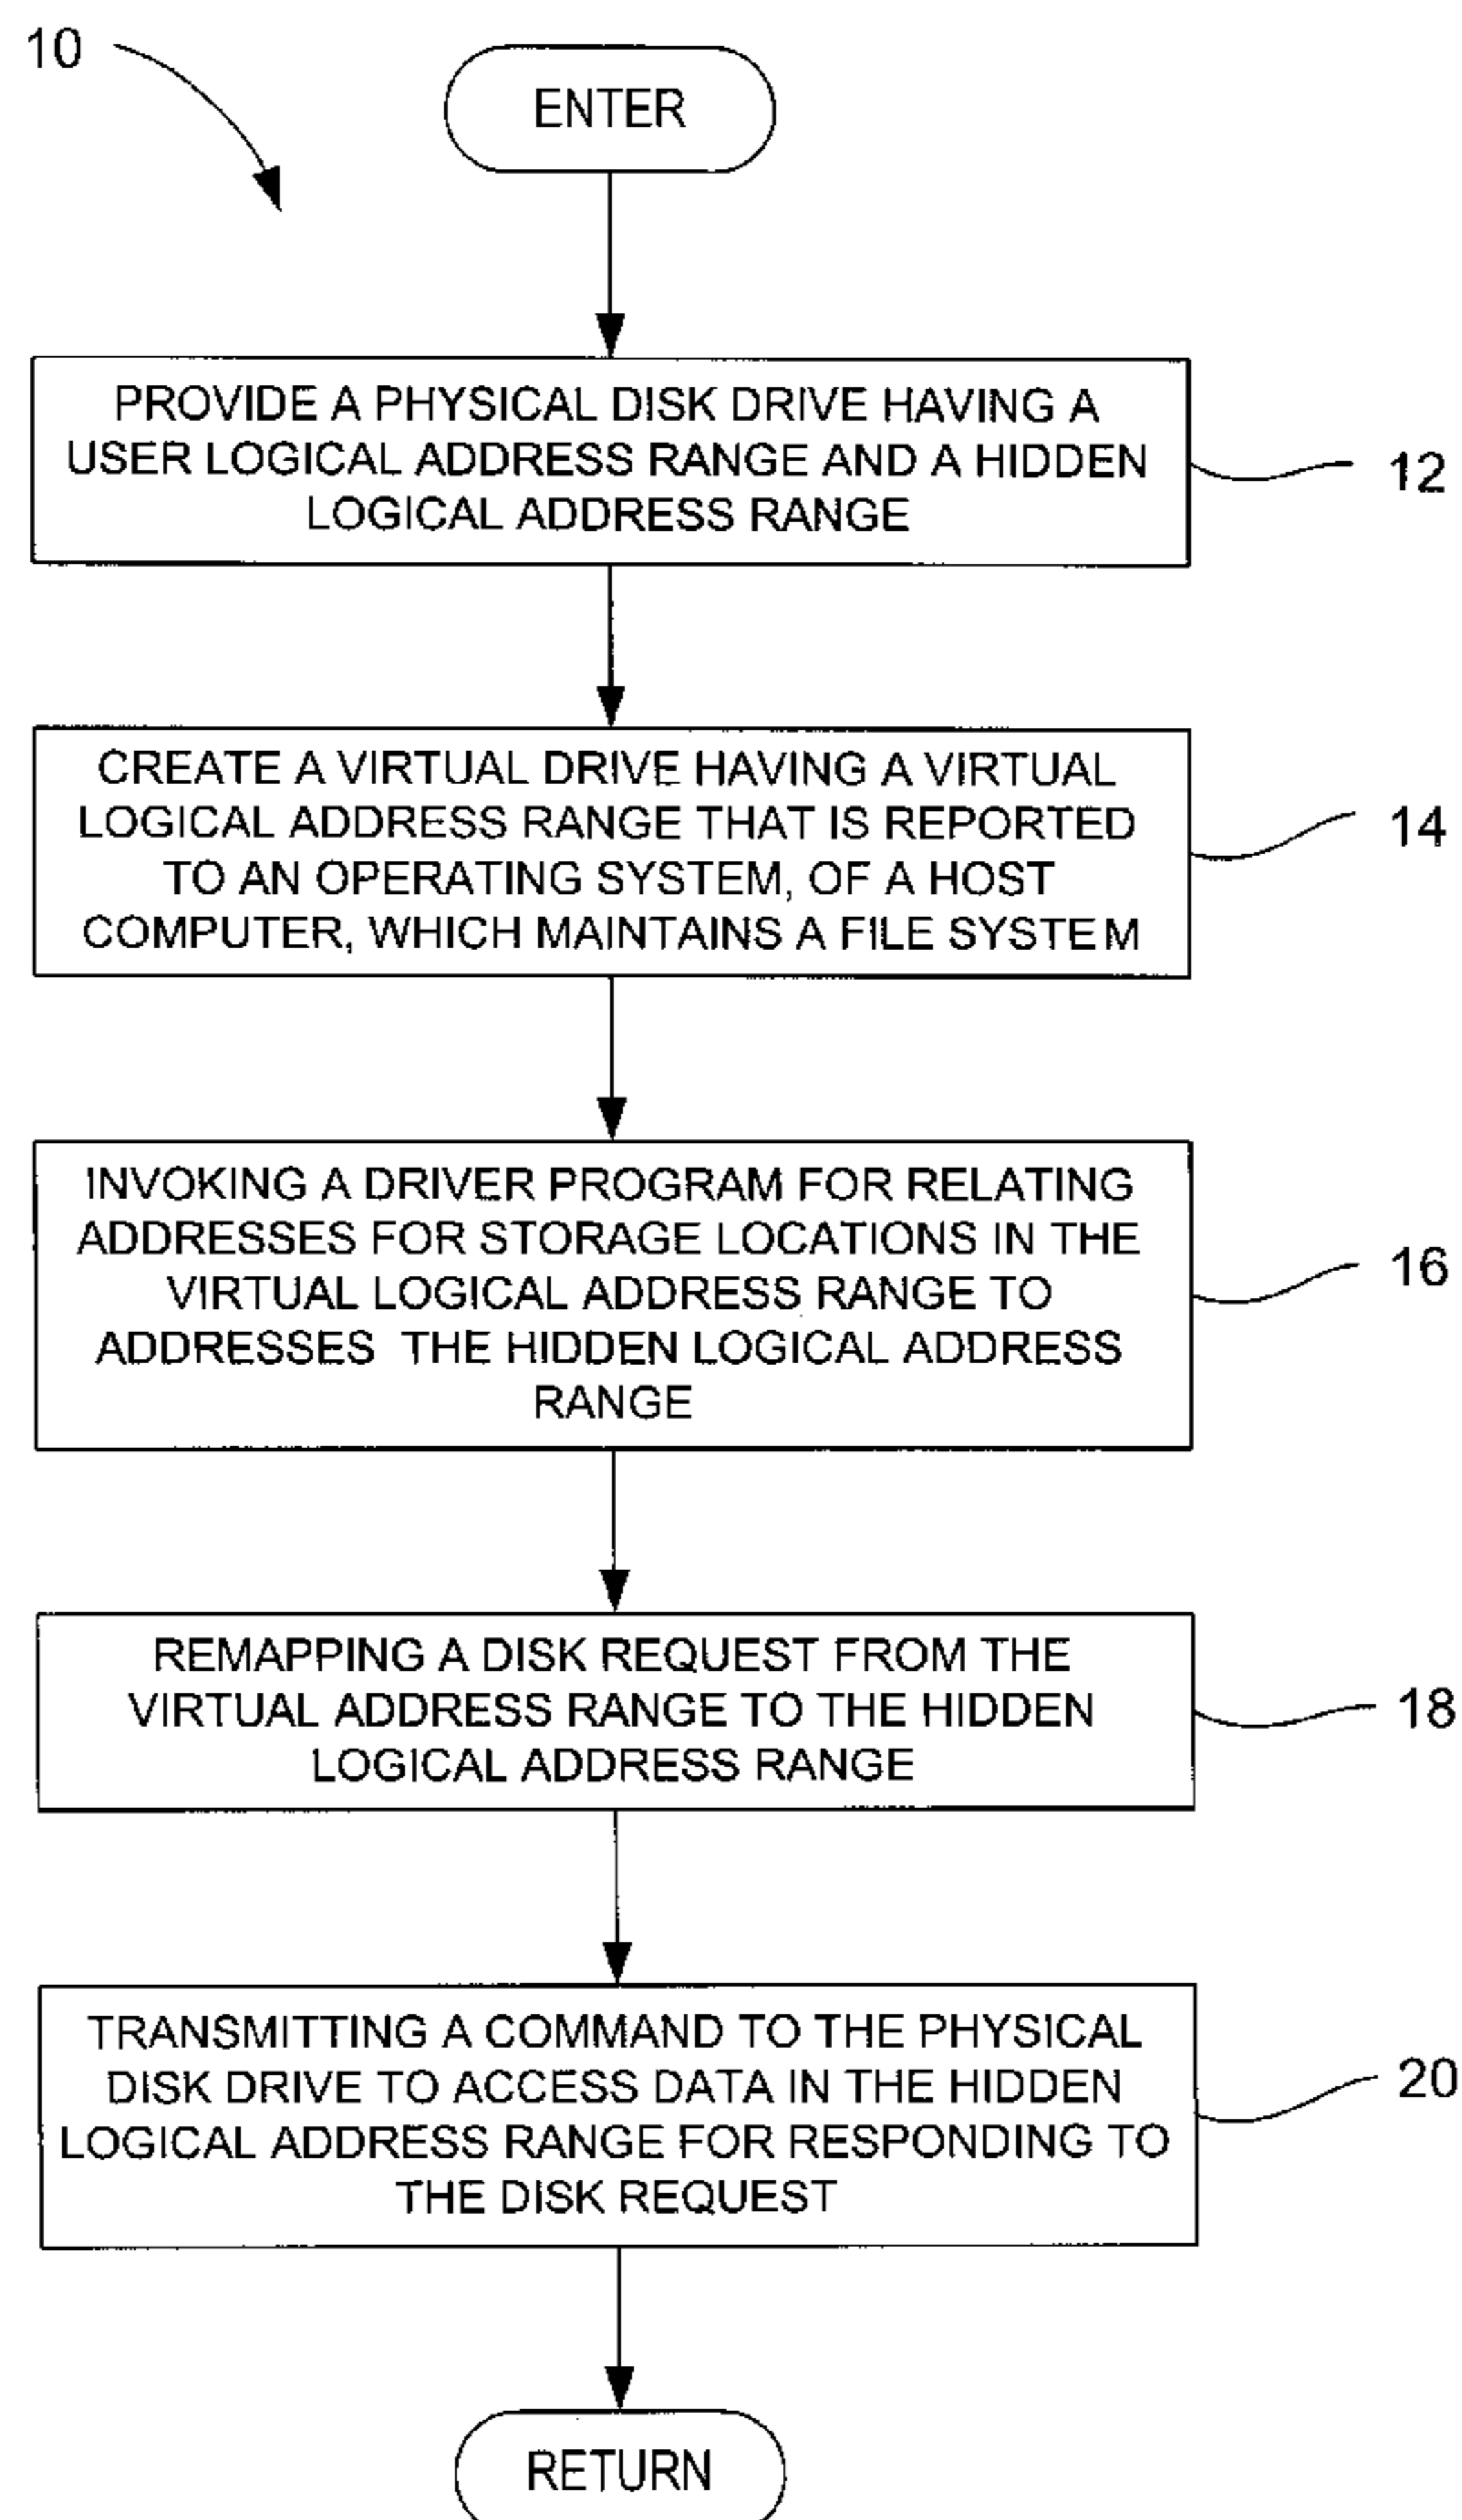 10
ENTER
PROVIDE A PHYSICAL DISK DRIVE HAVING A
USER LOGICAL ADDRESS RANGE AND A HIDDEN
LOGICAL ADDRESS RANGE
12
CREATE A VIRTUAL DRIVE HAVING A VIRTUAL
LOGICAL ADDRESS RANGE THAT IS REPORTED
TO AN OPERATING SYSTEM, OF A HOST
COMPUTER, WHICH MAINTAINS A FILE SYSTEM
14
INVOKING A DRIVER PROGRAM FOR RELATING
ADDRESSES FOR STORAGE LOCATIONS IN THE
VIRTUAL LOGICAL ADDRESS RANGE TO
ADDRESSES THE HIDDEN LOGICAL ADDRESS
RANGE
16
REMAPPING A DISK REQUEST FROM THE
VIRTUAL ADDRESS RANGE TO THE HIDDEN
LOGICAL ADDRESS RANGE
18
TRANSMITTING A COMMAND TO THE PHYSICAL
DISK DRIVE TO ACCESS DATA IN THE HIDDEN
LOGICAL ADDRESS RANGE FOR RESPONDING TO
THE DISK REQUEST
20
RETURN